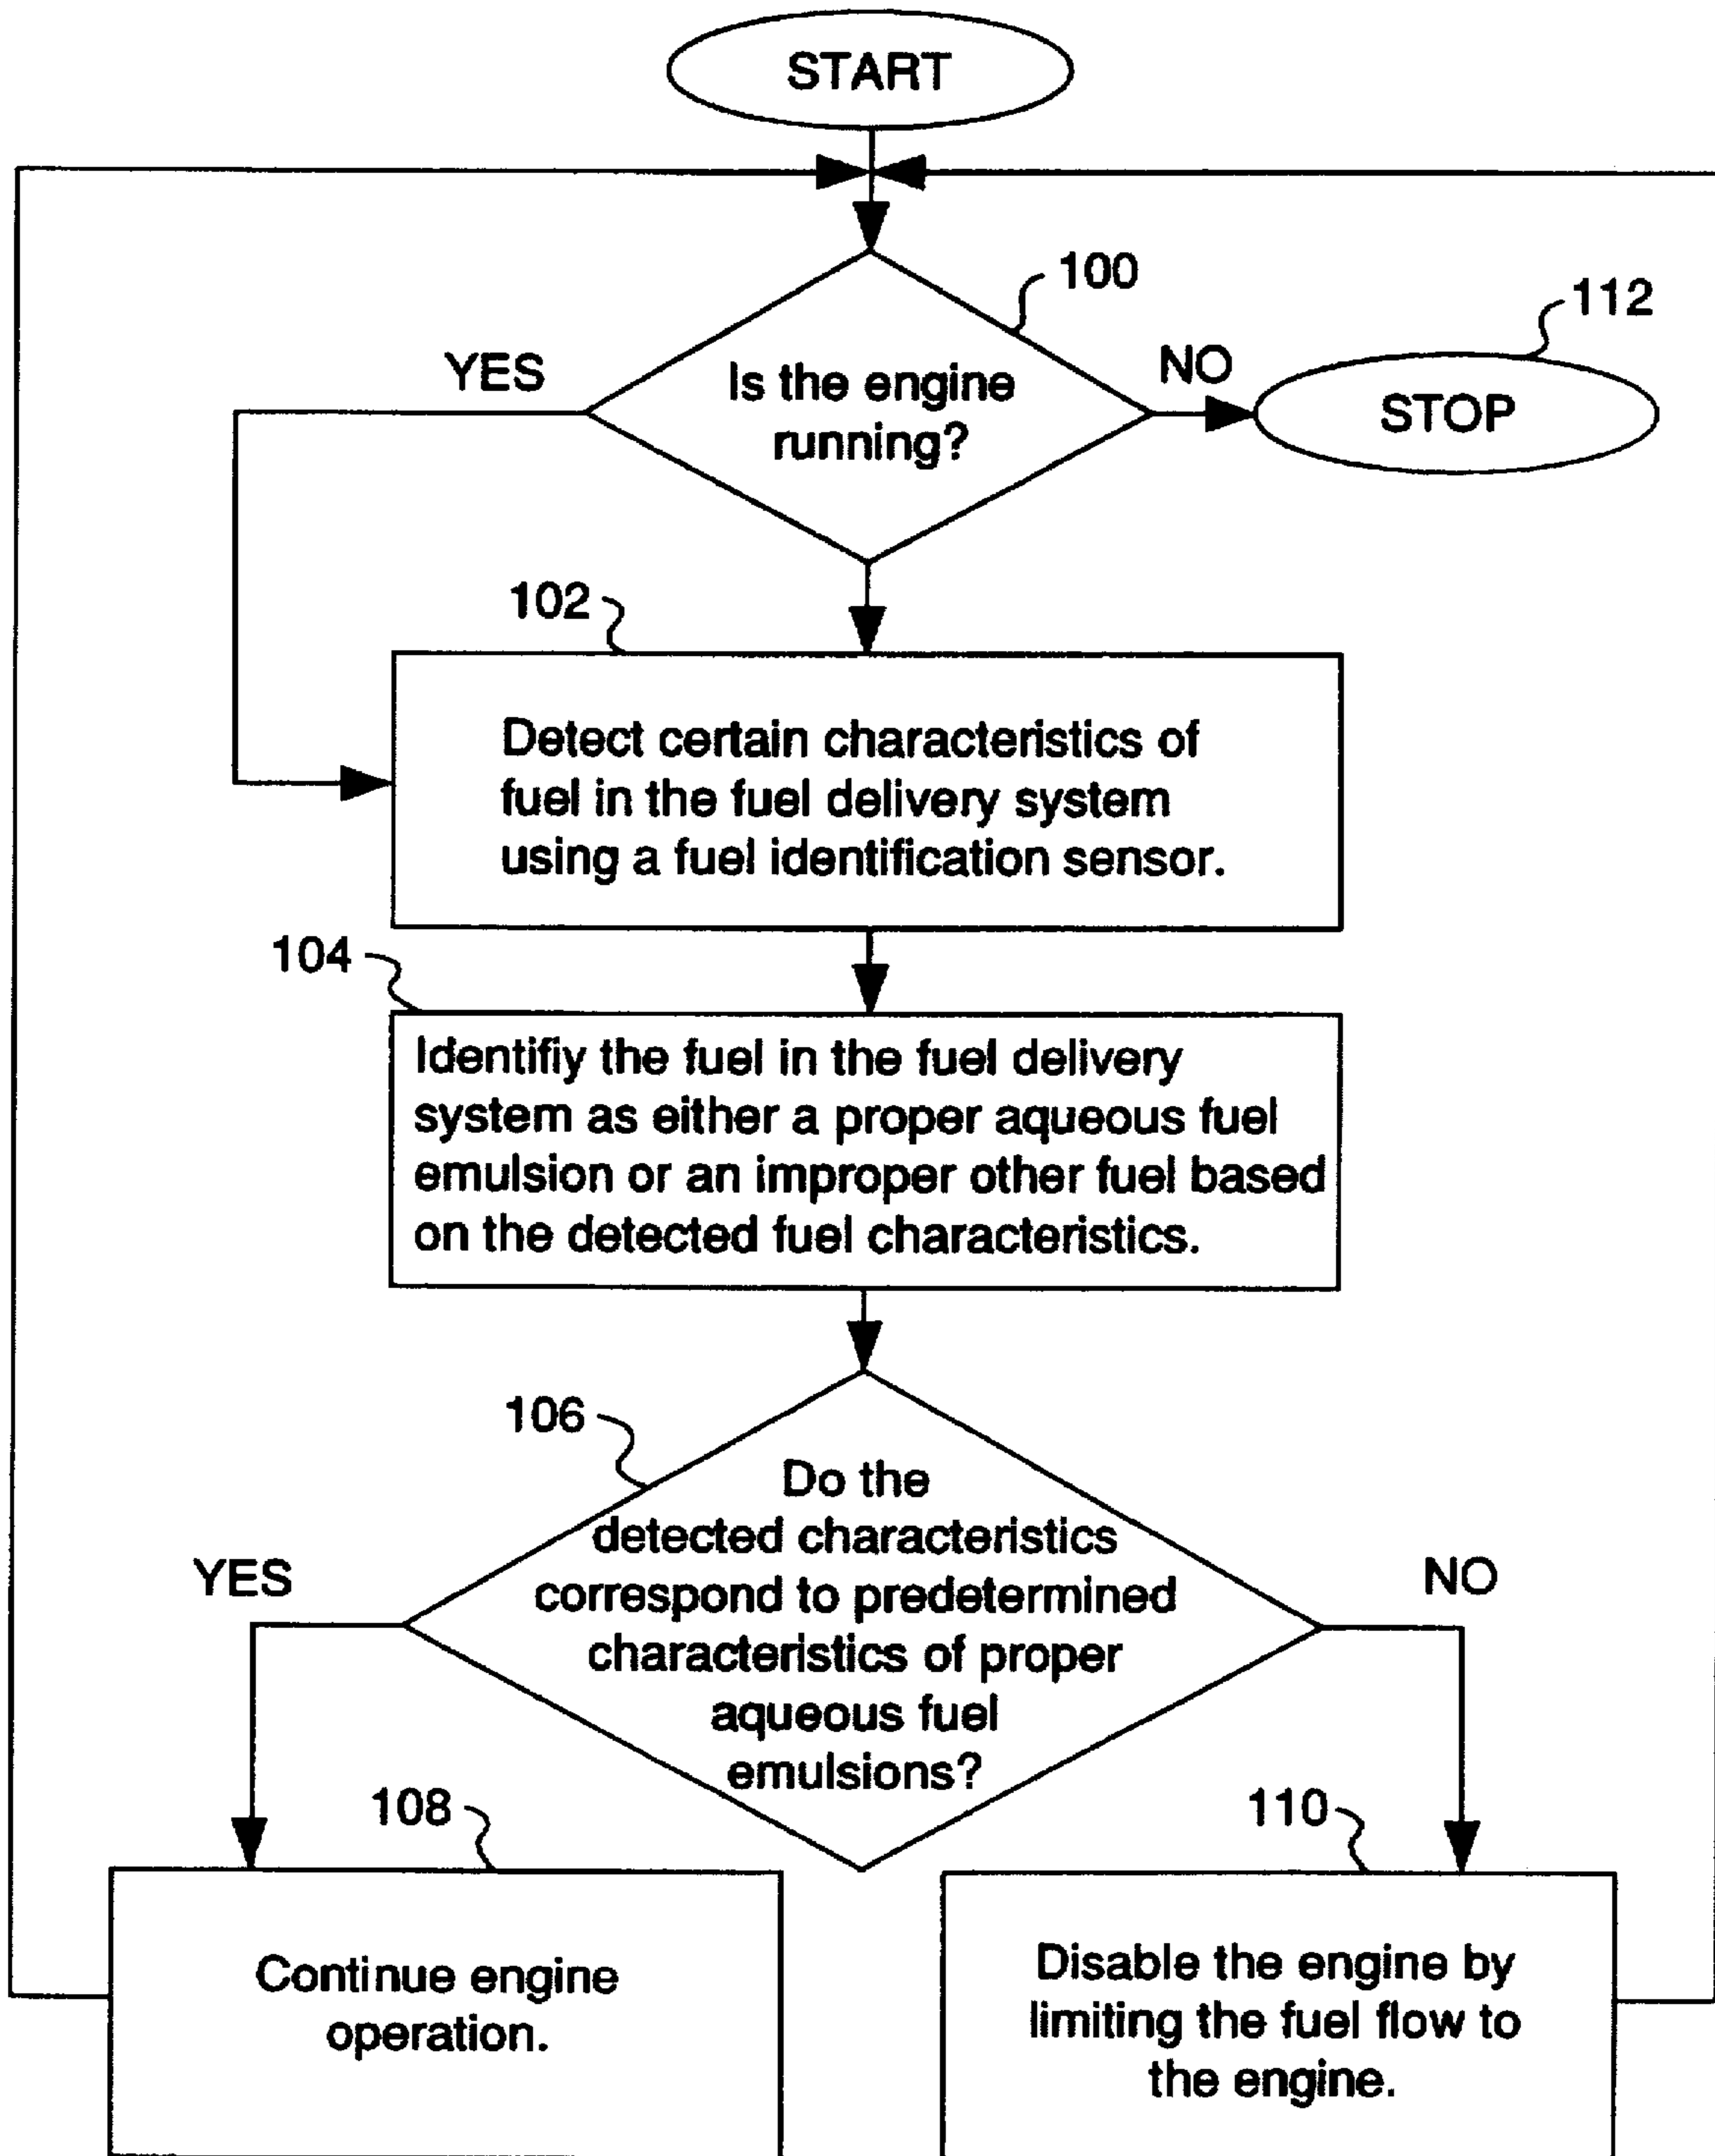 START
100
112
YES
Is the engine
running?
NO
STOP
102
Detect certain characteristics of
fuel in the fuel delivery system
using a fuel identification sensor.
104
Identifiy the fuel in the fuel delivery
system as either a proper aqueous fuel
emulsion or an improper other fuel based
on the detected fuel characteristics.
106
Do the
detected characteristics
correspond to predetermined
characteristics of proper
aqueous fuel
emulsions?
YES
NO
108
110
Continue engine
operation.
Disable the engine by
limiting the fuel flow to
the engine.